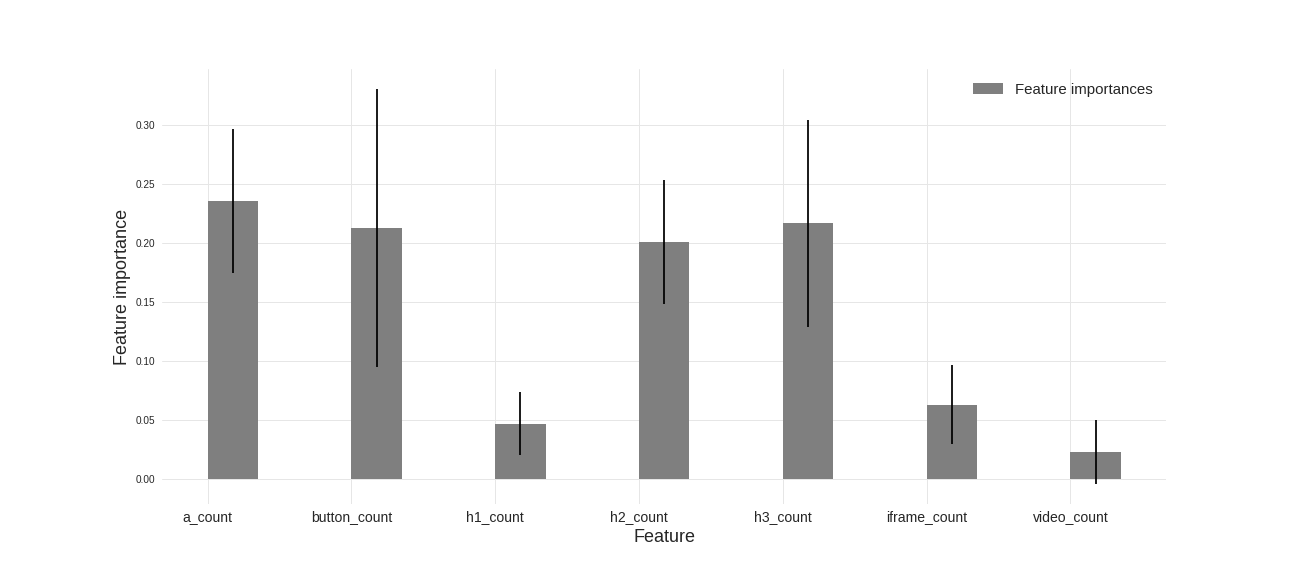 Feature importances
Feature importance
0.30
0.25
0.20
0.15
0.10
0.05
0.00
a_count button_count h1_count h2_count h3_count iframe_count video_count
Feature